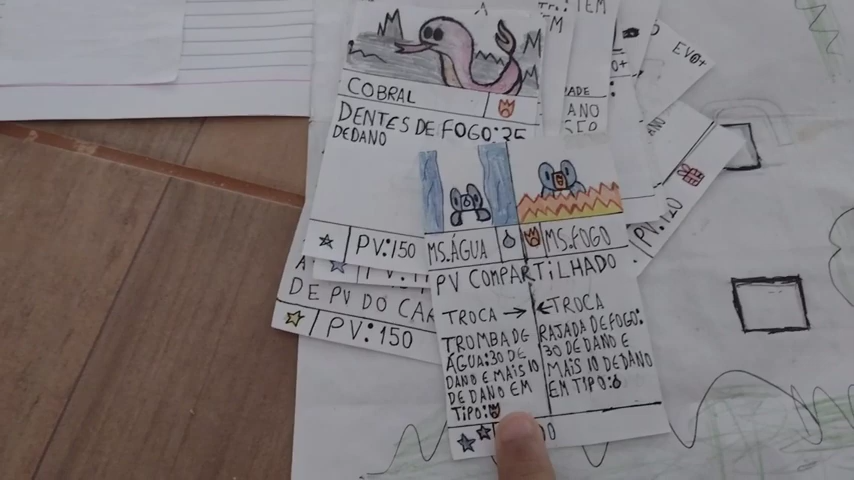 COBRAL
DENTES DE FOGO:35
DE DANO
PV:150
MS.ÁGUA
MS.FOGO
PV COMPARTILHADO
TROCA →
← TROCA
TROMBA DE
ÁGUA:30 DE
DANO E MAIS 10
DE DANO EM
TIPO:
RAJADA DE FOGO:
30 DE DANO E
MAIS 10 DE DANO
EM TIPO:
DE PV DO
PV:150
EVO+
PV:120